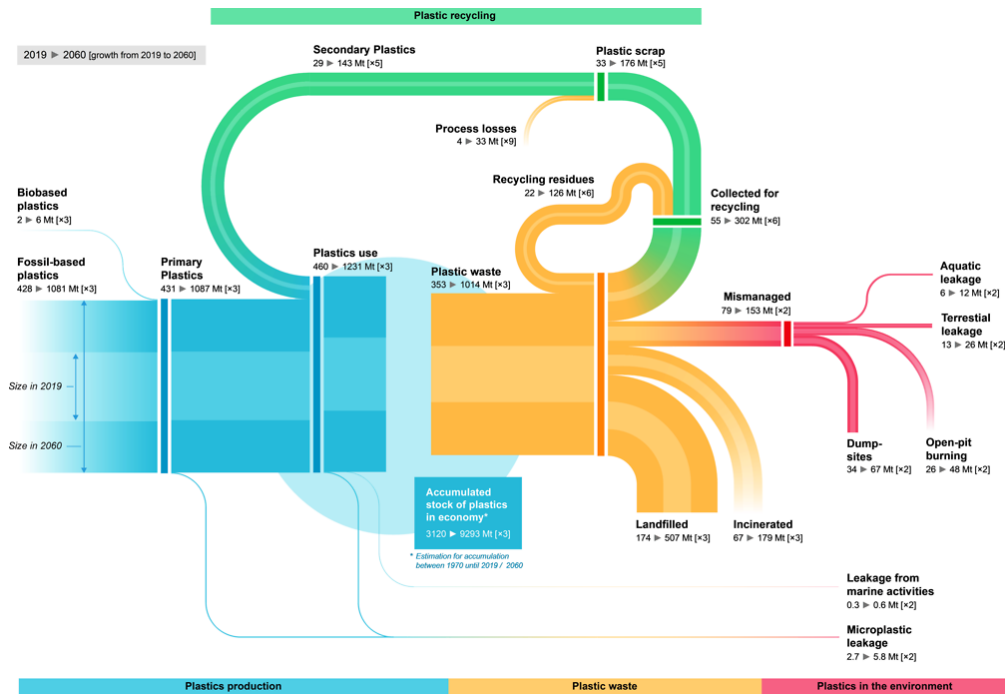 Plastic recycling
2019 ► 2060 [growth from 2019 to 2060]
Secondary Plastics
29 ► 143 Mt [×5]
Plastic scrap
33 ► 176 Mt [×5]
Process losses
4 ► 33 Mt [×9]
Recycling residues
22 ► 126 Mt [×6]
Collected for
recycling
55 ► 302 Mt [×6]
Biobased
plastics
2 ► 6 Mt [×3]
Fossil-based
plastics
428 ► 1081 Mt [×3]
Primary
Plastics
431 ► 1087 Mt [×3]
Plastics use
460 ► 1231 Mt [×3]
Plastic waste
353 ► 1014 Mt [×3]
Mismanaged
79 ► 153 Mt [×2]
Aquatic
leakage
6 ► 12 Mt [×2]
Terrestial
leakage
13 ► 26 Mt [×2]
Size in 2019
Size in 2060
Dump-
sites
34 ► 67 Mt [×2]
Open-pit
burning
26 ► 48 Mt [×2]
Accumulated
stock of plastics
in economy*
3120 ► 9293 Mt [×3]
* Estimation for accumulation
between 1970 until 2019 / 2060
Landfilled
174 ► 507 Mt [×3]
Incinerated
67 ► 179 Mt [×3]
Leakage from
marine activities
0.3 ► 0.6 Mt [×2]
Microplastic
leakage
2.7 ► 5.8 Mt [×2]
Plastics production
Plastic waste
Plastics in the environment